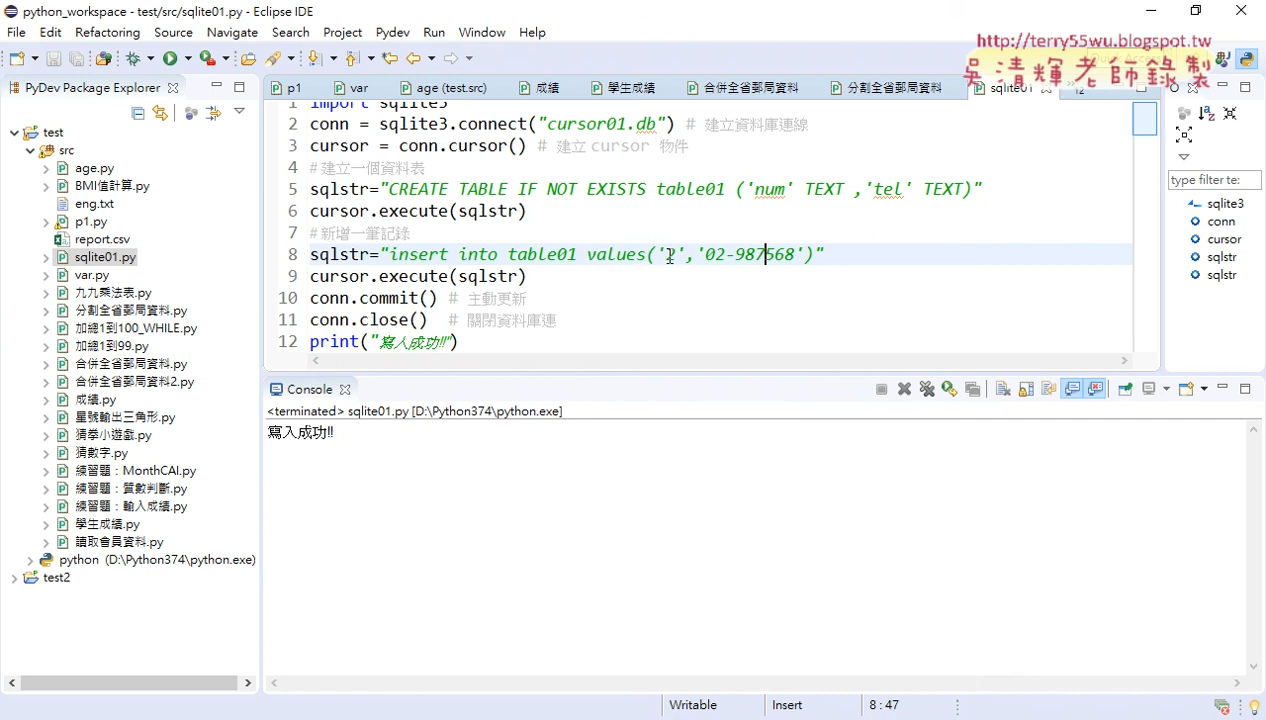 python_workspace - test/src/sqlite01.py - Eclipse IDE
File Edit Refactoring Source Navigate Search Project Pydev Run Window Help
http://terry55wu.blogspot.tw
吳清輝老師錄製
PyDev Package Explorer
p1 var age (test.src) 成績 學生成績 合併全省郵局資料 分割全省郵局資料 sqlite01
test
src
age.py
BMI值計算.py
eng.txt
p1.py
report.csv
sqlite01.py
var.py
九九乘法表.py
分割全省郵局資料.py
加總1到100_WHILE.py
加總1到99.py
合併全省郵局資料.py
合併全省郵局資料2.py
成績.py
星號輸出三角形.py
猜拳小遊戲.py
猜數字.py
練習題：MonthCAl.py
練習題：質數判斷.py
練習題：輸入成績.py
學生成績.py
讀取會員資料.py
python (D:\Python374\python.exe)
test2
1 import sqlite3
2 conn = sqlite3.connect("cursor01.db") # 建立資料庫連線
3 cursor = conn.cursor() # 建立 cursor 物件
4 #建立一個資料表
5 sqlstr="CREATE TABLE IF NOT EXISTS table01 ('num' TEXT ,'tel' TEXT)"
6 cursor.execute(sqlstr)
7 #新增一筆記錄
8 sqlstr="insert into table01 values('2','02-987568')"
9 cursor.execute(sqlstr)
10 conn.commit() # 主動更新
11 conn.close() # 關閉資料庫連
12 print("寫入成功!!")
type filter te:
sqlite3
conn
cursor
sqlstr
sqlstr
Console
<terminated> sqlite01.py [D:\Python374\python.exe]
寫入成功!!
Writable Insert 8 : 47